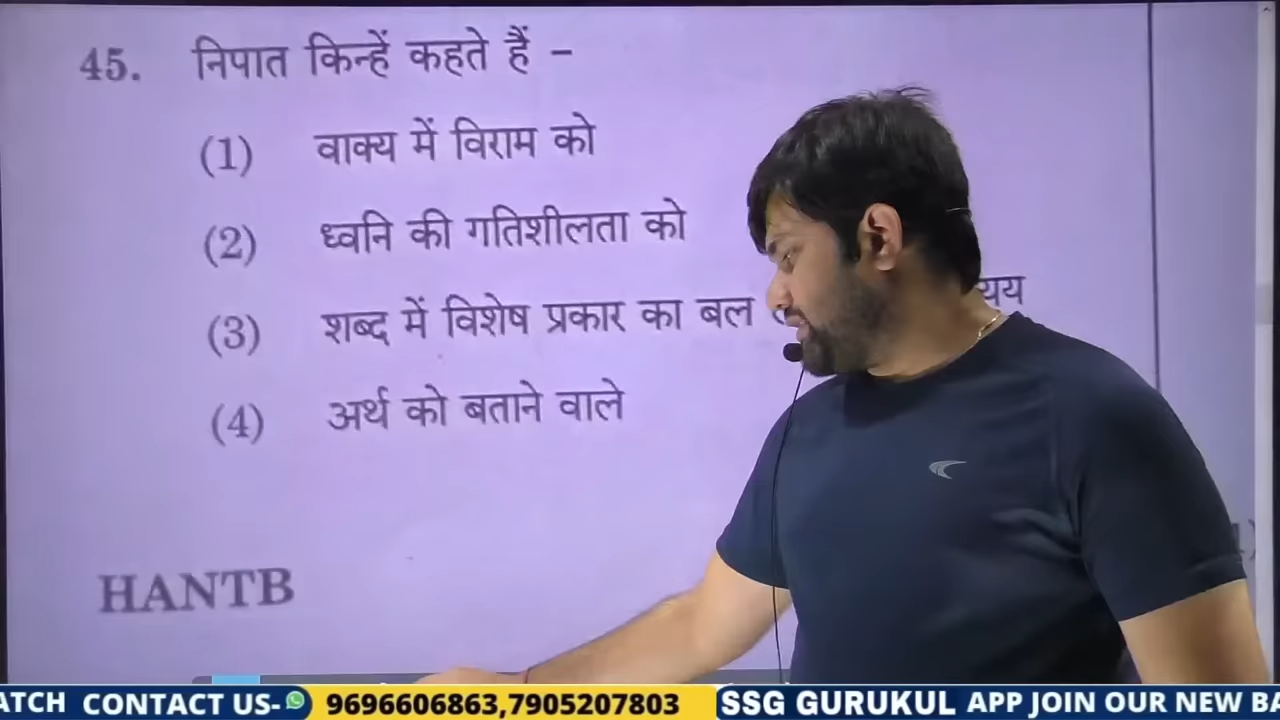 45. निपात किन्हें कहते हैं -
(1) वाक्य में विराम को
(2) ध्वनि की गतिशीलता को
(3) शब्द में विशेष प्रकार का बल
(4) अर्थ को बताने वाले
HANTB
ATCH CONTACT US- 9696606863,7905207803 SSG GURUKUL APP JOIN OUR NEW BA